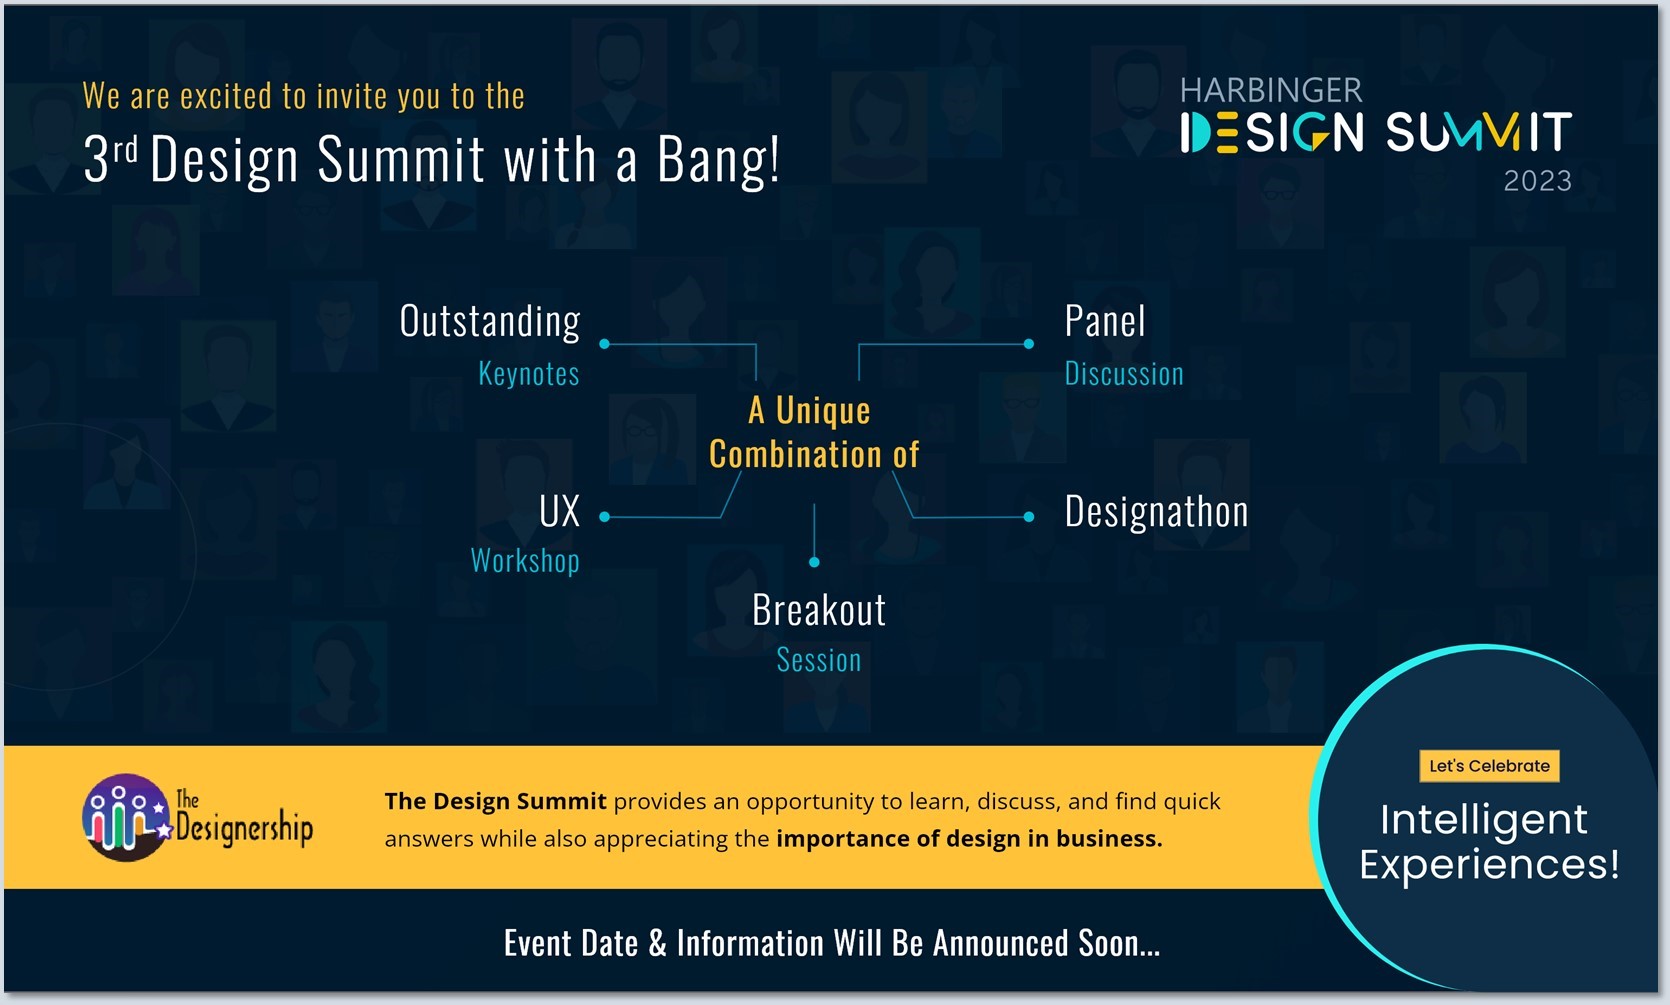 We are excited to invite you to the
3rd Design Summit with a Bang!
HARBINGER
DESIGN SUMMIT
2023
Outstanding
Keynotes
Panel
Discussion
A Unique
Combination of
UX
Workshop
Designathon
Breakout
Session
The
Designership
The Design Summit provides an opportunity to learn, discuss, and find quick
answers while also appreciating the importance of design in business.
Let's Celebrate
Intelligent
Experiences!
Event Date & Information Will Be Announced Soon...